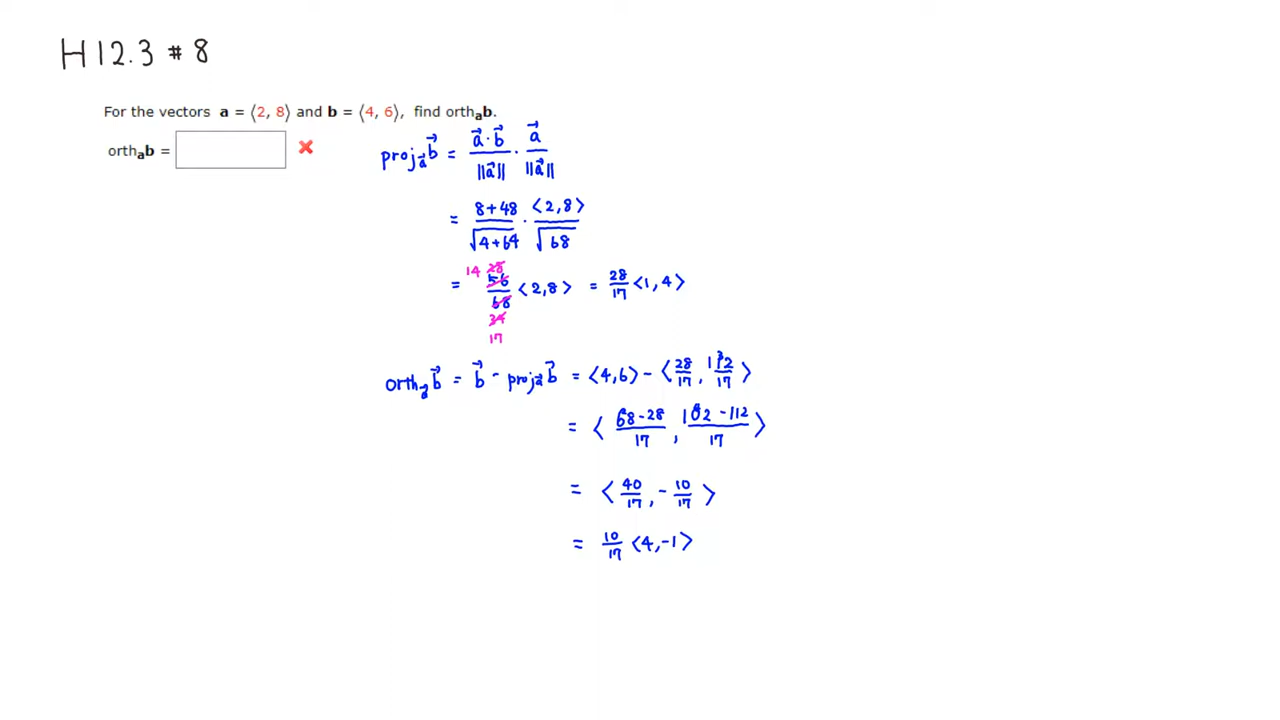 H12.3 # 8
For the vectors a = ⟨2, 8⟩ and b = ⟨4, 6⟩, find orthₐb.
orthₐb =
proj_a⃗ b⃗ = (a⃗ · b⃗)/||a⃗|| · a⃗/||a⃗||
= (8+48)/√(4+64) · ⟨2,8⟩/√68
14 28
= 56/68 ⟨2,8⟩ = 28/17 ⟨1,4⟩
34
17
orth_a⃗ b⃗ = b⃗ - proj_a⃗ b⃗ = ⟨4,6⟩ - ⟨28/17, 112/17⟩
= ⟨(68-28)/17, (102-112)/17⟩
= ⟨40/17, -10/17⟩
= 10/17 ⟨4,-1⟩